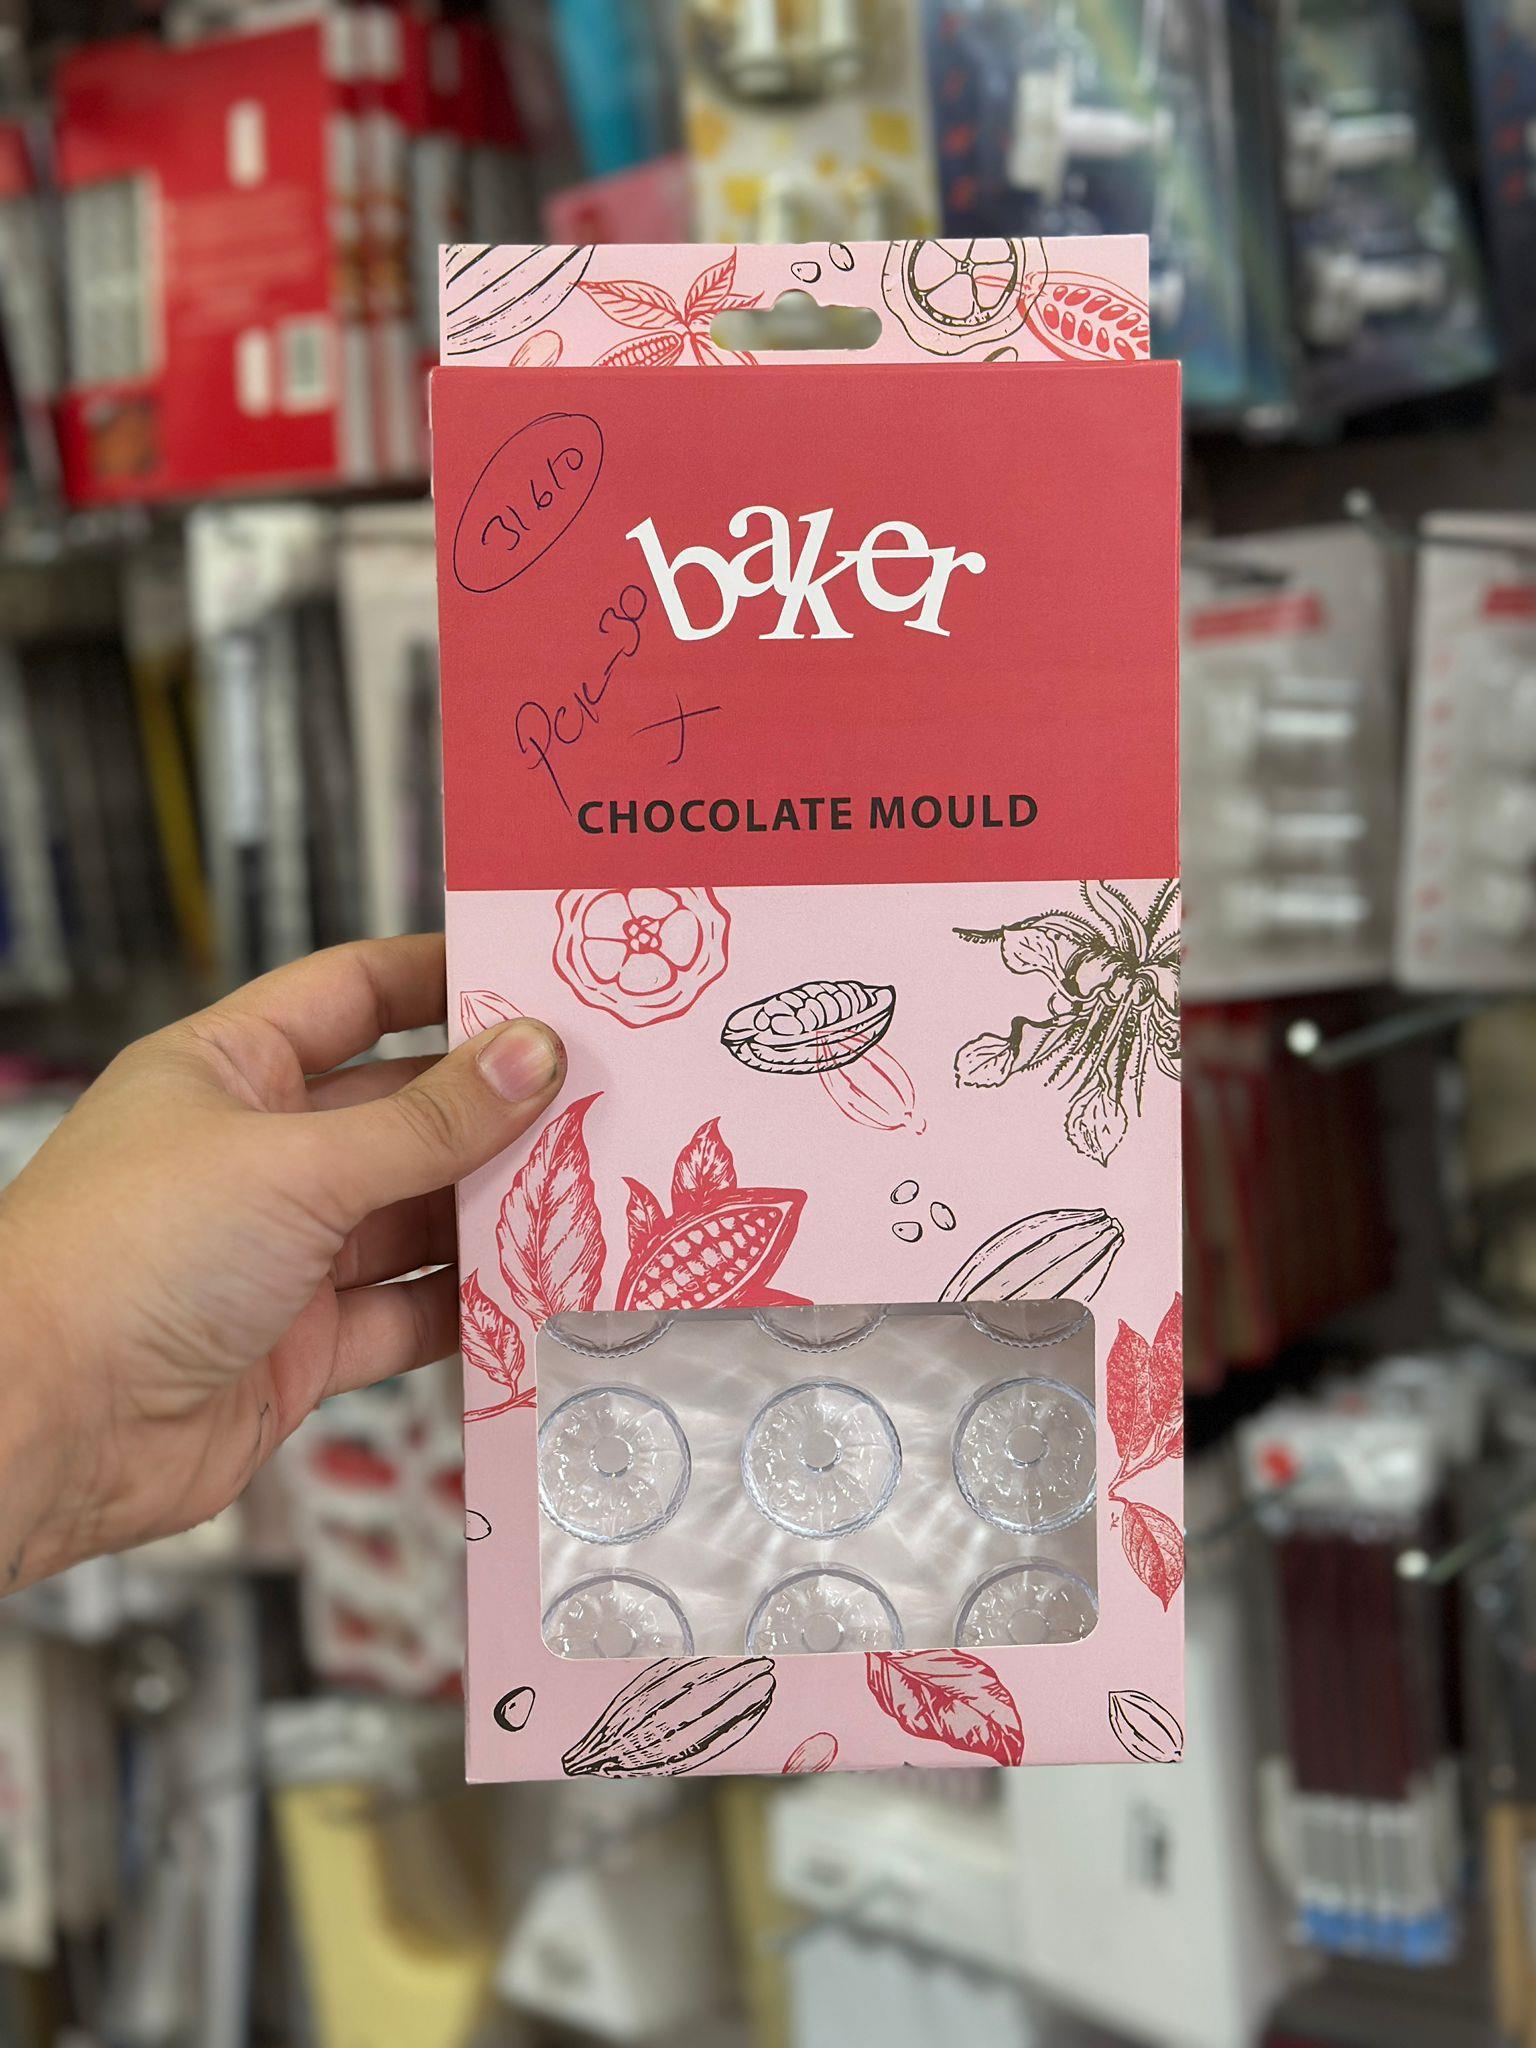 31610
baker
Pck-30
CHOCOLATE MOULD